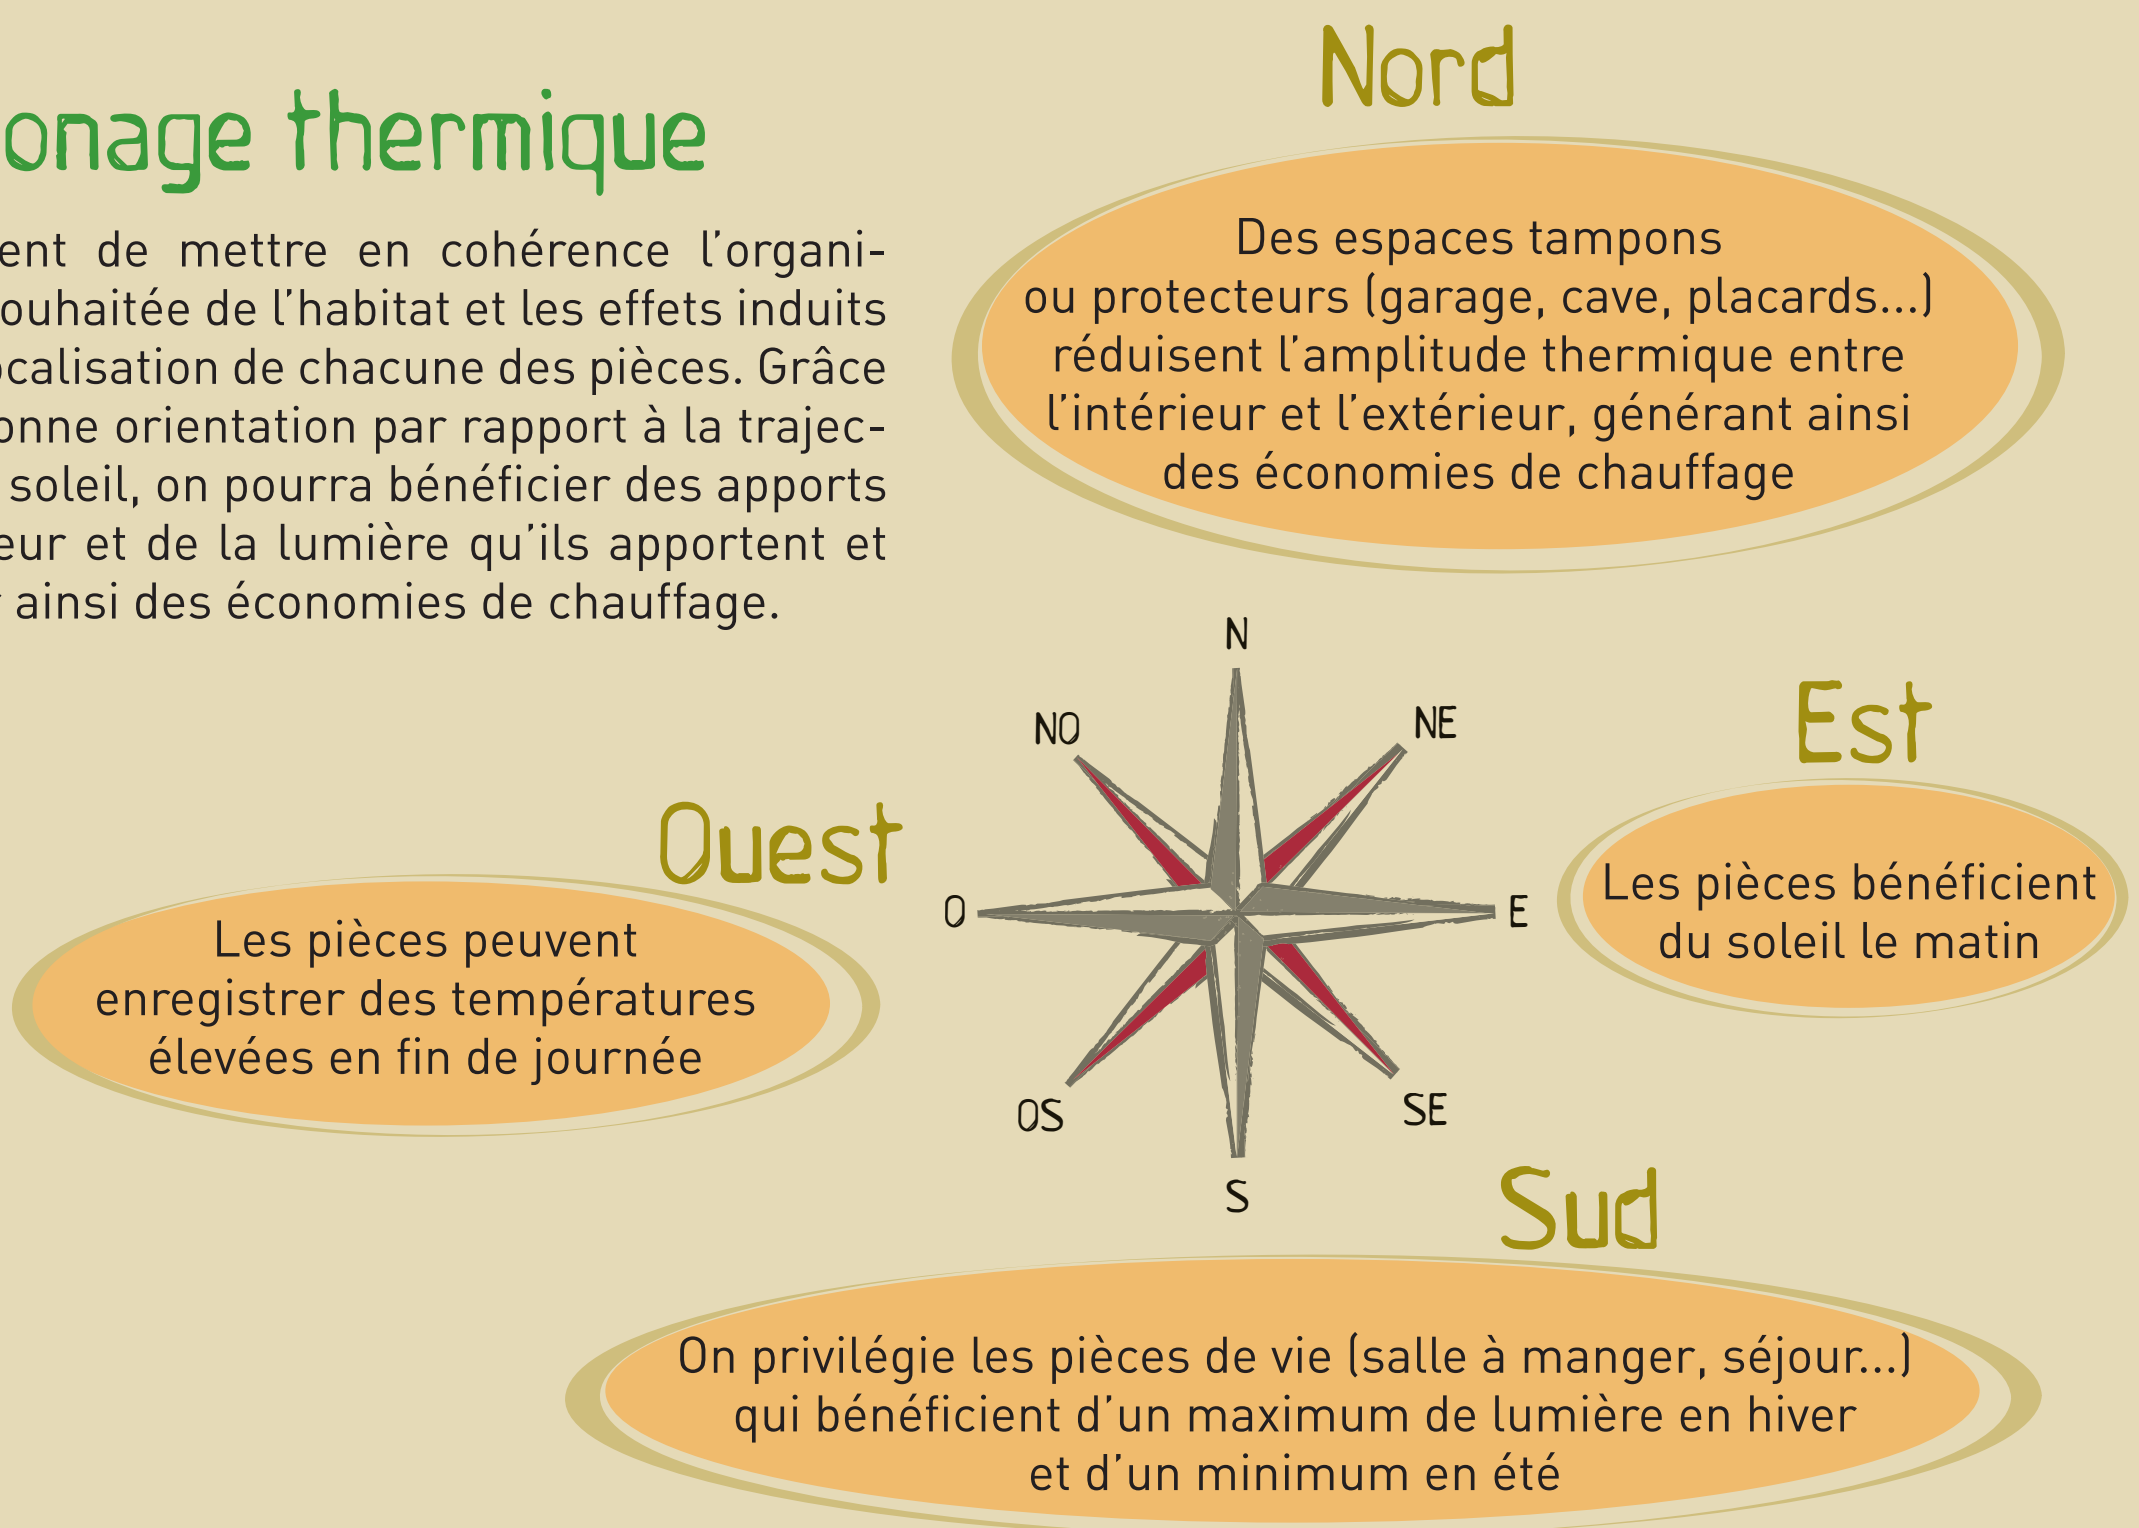 onage thermique
ent de mettre en cohérence l'organi-
ouhaitée de l'habitat et les effets induits
ocalisation de chacune des pièces. Grâce
onne orientation par rapport à la trajec-
soleil, on pourra bénéficier des apports
eur et de la lumière qu'ils apportent et
ainsi des économies de chauffage.
Nord
Des espaces tampons
ou protecteurs (garage, cave, placards...)
réduisent l'amplitude thermique entre
l'intérieur et l'extérieur, générant ainsi
des économies de chauffage
N
NO
NE
O
E
OS
SE
S
Est
Les pièces bénéficient
du soleil le matin
Ouest
Les pièces peuvent
enregistrer des températures
élevées en fin de journée
Sud
On privilégie les pièces de vie (salle à manger, séjour...)
qui bénéficient d'un maximum de lumière en hiver
et d'un minimum en été